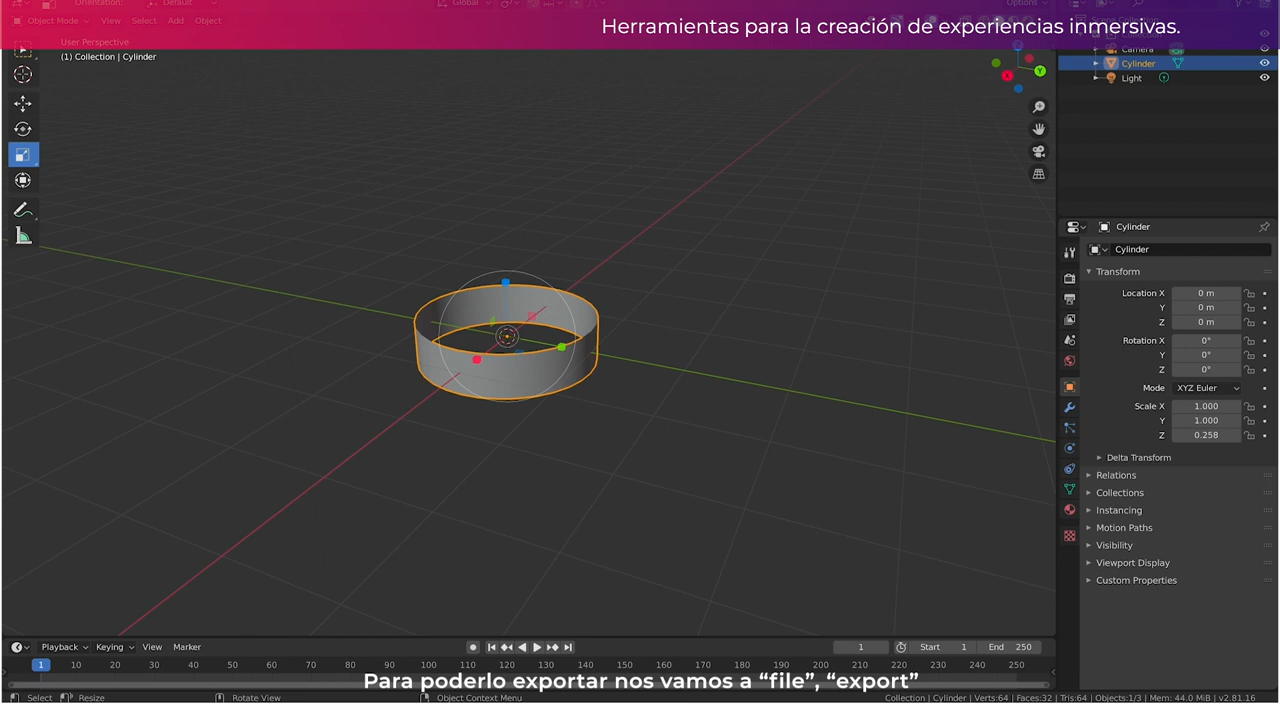 Orientation: Default Global Options
Herramientas para la creación de experiencias inmersivas.
Object Mode View Select Add Object
User Perspective
(1) Collection | Cylinder
Camera
Cylinder
Light
X
Y
Cylinder
Cylinder
Transform
Location X 0 m
Y 0 m
Z 0 m
Rotation X 0°
Y 0°
Z 0°
Mode XYZ Euler
Scale X 1.000
Y 1.000
Z 0.258
Delta Transform
Relations
Collections
Instancing
Motion Paths
Visibility
Viewport Display
Custom Properties
Playback Keying View Marker 1 Start 1 End 250
1 10 20 30 40 50 60 70 80 90 100 110 120 130 140 150 160 170 180 190 200 210 220 230 240 250
Para poderlo exportar nos vamos a “file”, “export”
Select Resize Rotate View Object Context Menu Collection | Cylinder | Verts:64 | Faces:32 | Tris:64 | Objects:1/3 | Mem: 44.0 MiB | v2.81.16